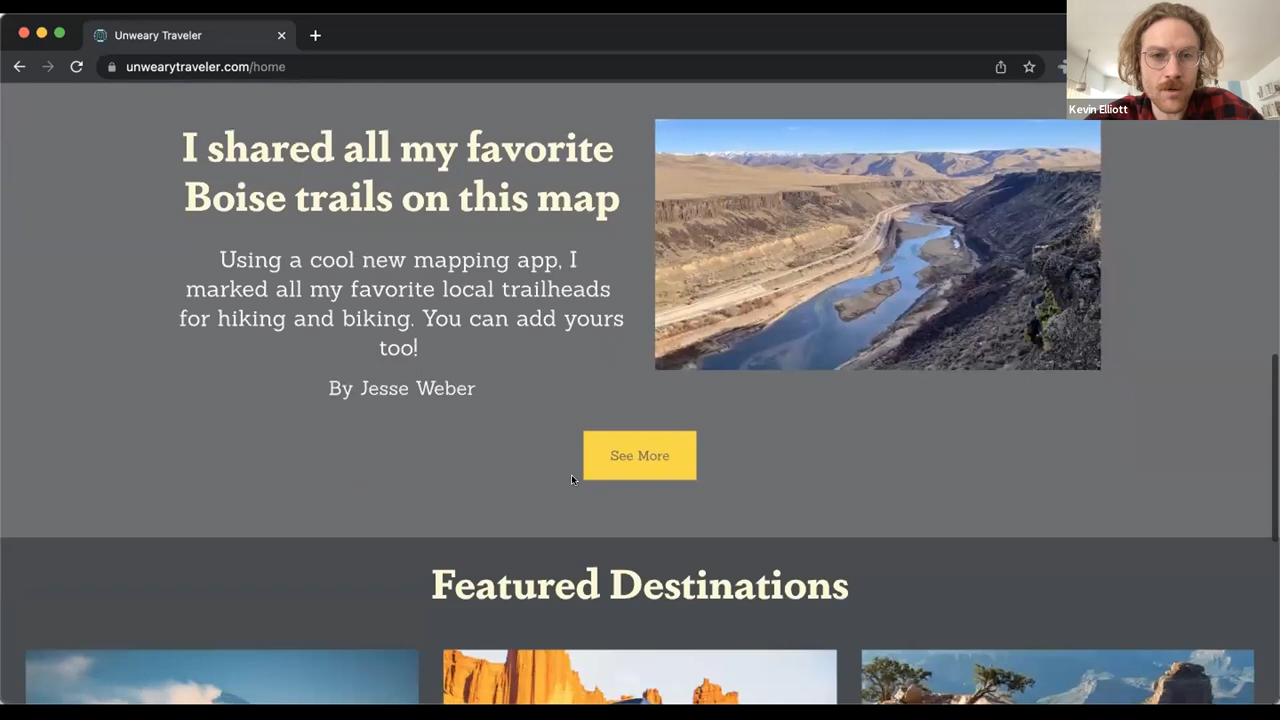 Unweary Traveler
unwearytraveler.com/home
Kevin Elliott
I shared all my favorite
Boise trails on this map
Using a cool new mapping app, I
marked all my favorite local trailheads
for hiking and biking. You can add yours
too!
By Jesse Weber
See More
Featured Destinations